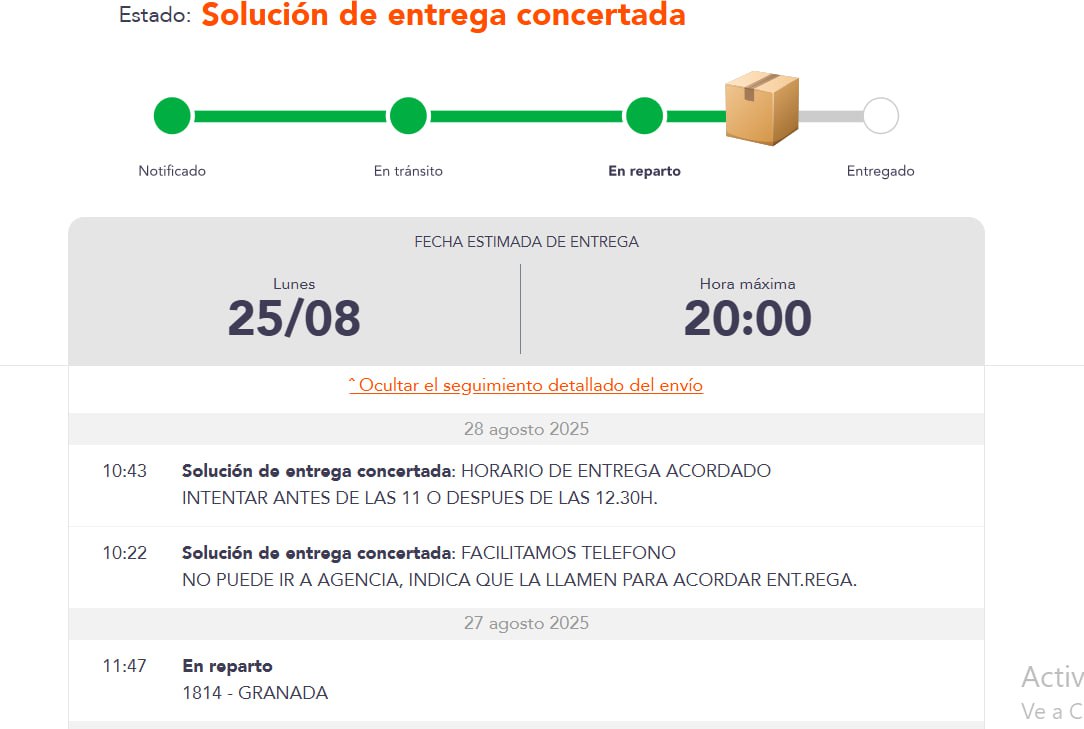 Estado: Solución de entrega concertada
Notificado
En tránsito
En reparto
Entregado
FECHA ESTIMADA DE ENTREGA
Lunes
25/08
Hora máxima
20:00
^ Ocultar el seguimiento detallado del envío
28 agosto 2025
10:43 Solución de entrega concertada: HORARIO DE ENTREGA ACORDADO
INTENTAR ANTES DE LAS 11 O DESPUES DE LAS 12.30H.
10:22 Solución de entrega concertada: FACILITAMOS TELEFONO
NO PUEDE IR A AGENCIA, INDICA QUE LA LLAMEN PARA ACORDAR ENT.REGA.
27 agosto 2025
11:47 En reparto
1814 - GRANADA
Activ
Ve a C